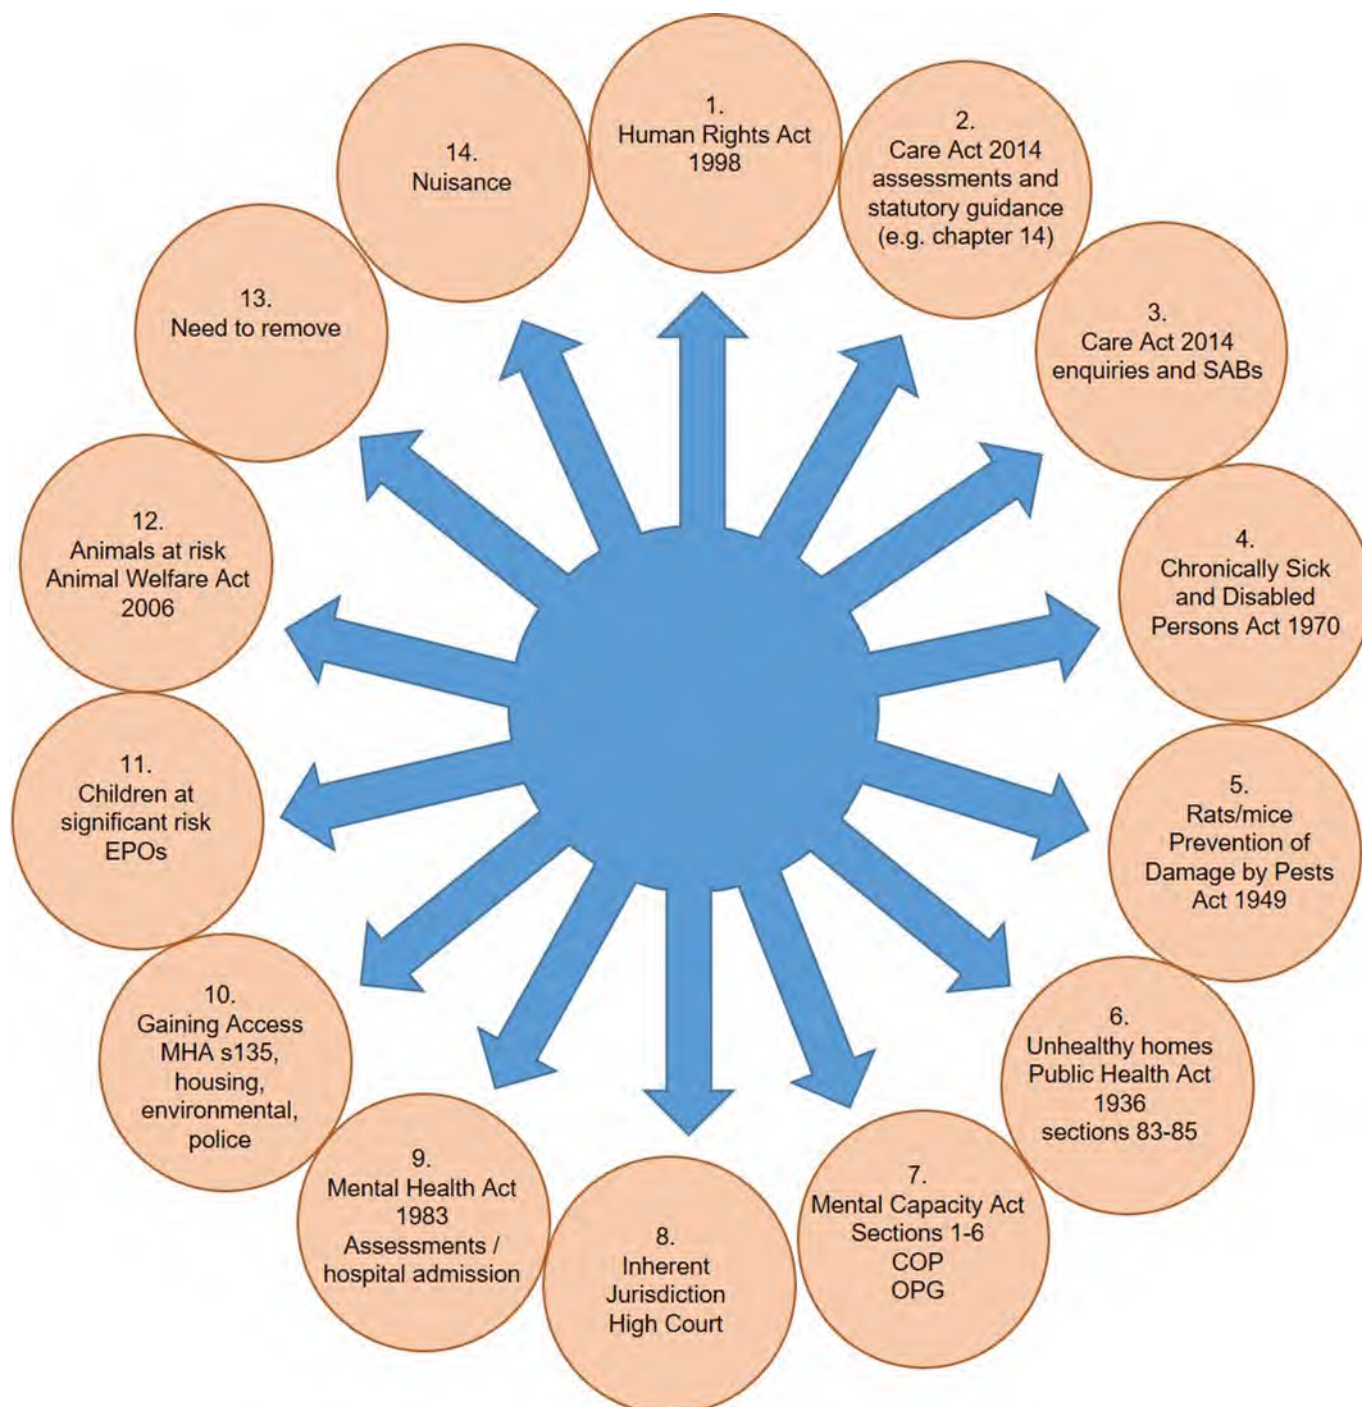 1.
Human Rights Act
1998
2.
Care Act 2014
assessments and
statutory guidance
(e.g. chapter 14)
3.
Care Act 2014
enquiries and SABs
4.
Chronically Sick
and Disabled
Persons Act 1970
5.
Rats/mice
Prevention of
Damage by Pests
Act 1949
6.
Unhealthy homes
Public Health Act
1936
sections 83-85
7.
Mental Capacity Act
Sections 1-6
COP
OPG
8.
Inherent
Jurisdiction
High Court
9.
Mental Health Act
1983
Assessments /
hospital admission
10.
Gaining Access
MHA s135,
housing,
environmental,
police
11.
Children at
significant risk
EPOs
12.
Animals at risk
Animal Welfare Act
2006
13.
Need to remove
14.
Nuisance